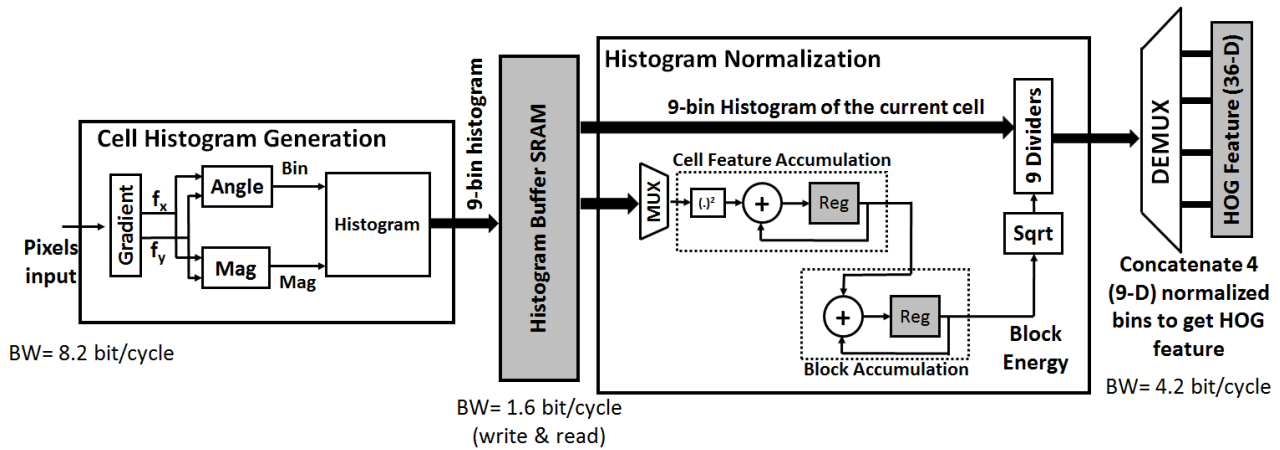 Cell Histogram Generation
Pixels
input
Gradient
f_x
f_y
Angle
Mag
Bin
Mag
Histogram
BW= 8.2 bit/cycle
9-bin histogram
Histogram Buffer SRAM
BW= 1.6 bit/cycle
(write & read)
Histogram Normalization
9-bin Histogram of the current cell
Cell Feature Accumulation
MUX
(.)²
+
Reg
+
Reg
Block Accumulation
Block
Energy
Sqrt
9 Dividers
DEMUX
HOG Feature (36-D)
Concatenate 4
(9-D) normalized
bins to get HOG
feature
BW= 4.2 bit/cycle